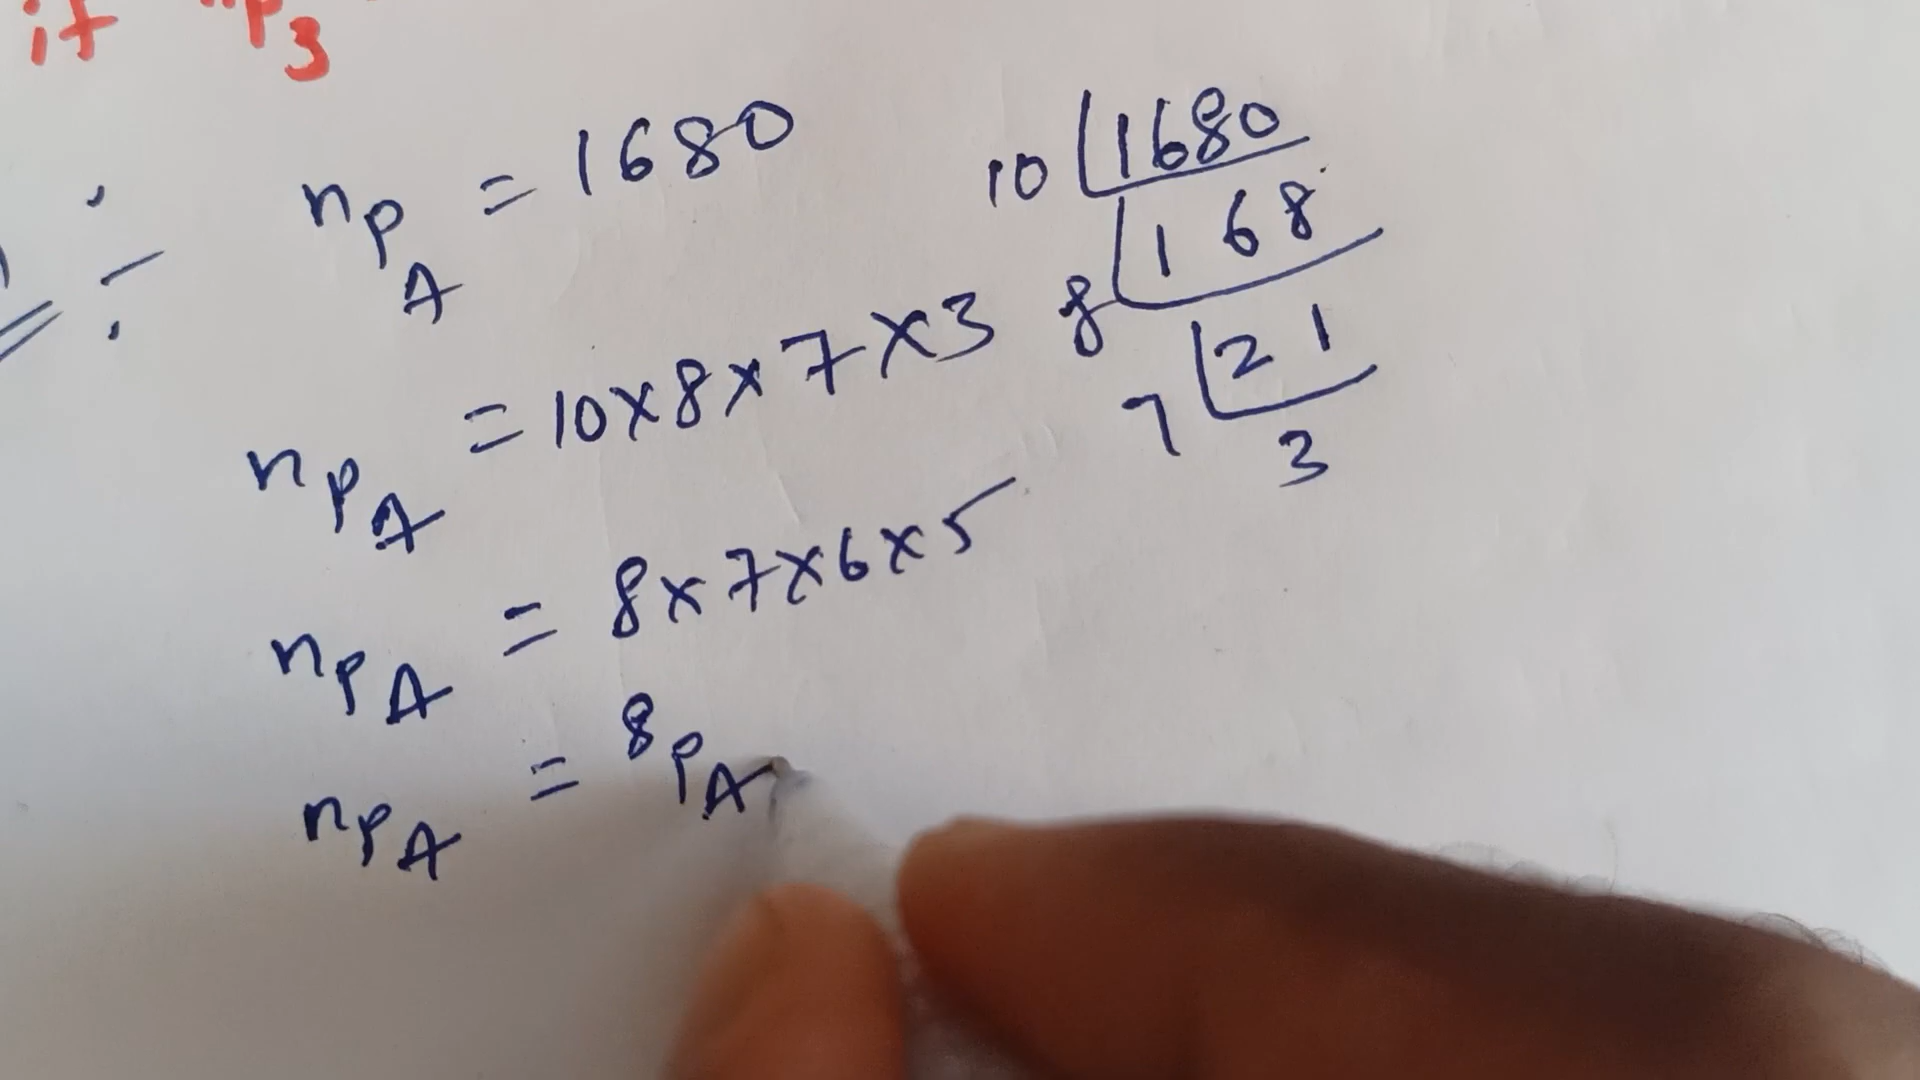 if ⁿp₃
ⁿp₄ = 1680
10 | 1680
8 | 168
7 | 21
3
ⁿp₄ = 10×8×7×3
ⁿp₄ = 8×7×6×5
ⁿp₄ = ⁸p₄